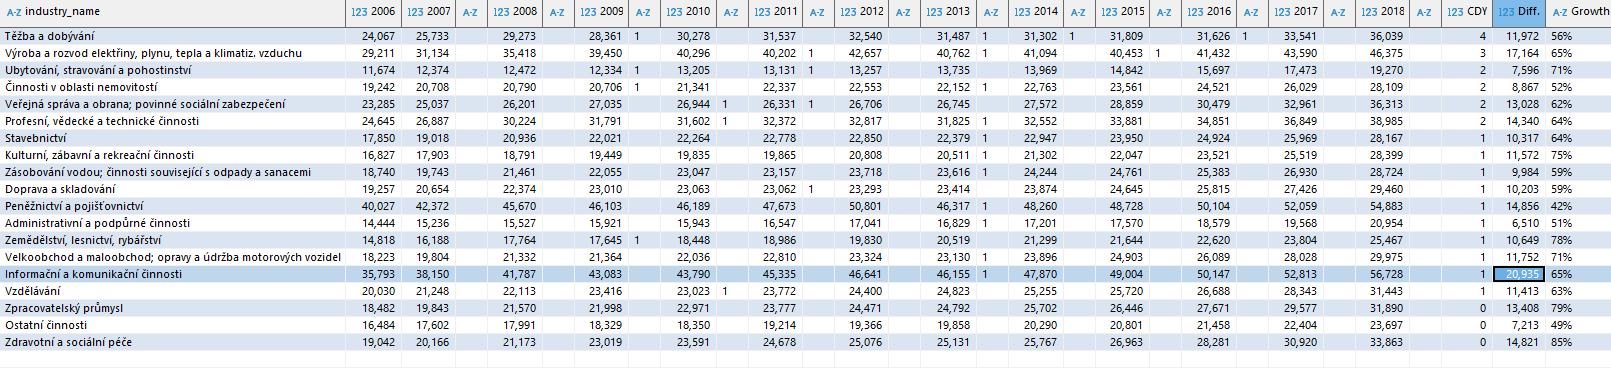 A-Z industry_name 123 2006 123 2007 A-Z 123 2008 A-Z 123 2009 A-Z 123 2010 A-Z 123 2011 A-Z 123 2012 A-Z 123 2013 A-Z 123 2014 A-Z 123 2015 A-Z 123 2016 A-Z 123 2017 A-Z 123 2018 A-Z 123 CDY 123 Diff. A-Z Growth
Těžba a dobývání 24,067 25,733 29,273 28,361 1 30,278 31,537 32,540 31,487 1 31,302 1 31,809 31,626 1 33,541 36,039 4 11,972 56%
Výroba a rozvod elektřiny, plynu, tepla a klimatiz. vzduchu 29,211 31,134 35,418 39,450 40,296 40,202 1 42,657 40,762 1 41,094 40,453 1 41,432 43,590 46,375 3 17,164 65%
Ubytování, stravování a pohostinství 11,674 12,374 12,472 12,334 1 13,205 13,131 1 13,257 13,735 13,969 14,842 15,697 17,473 19,270 2 7,596 71%
Činnosti v oblasti nemovitostí 19,242 20,708 20,790 20,706 1 21,341 22,337 22,553 22,152 1 22,763 23,561 24,521 26,029 28,109 2 8,867 52%
Veřejná správa a obrana; povinné sociální zabezpečení 23,285 25,037 26,201 27,035 26,944 1 26,331 1 26,706 26,745 27,572 28,859 30,479 32,961 36,313 2 13,028 62%
Profesní, vědecké a technické činnosti 24,645 26,887 30,224 31,791 31,602 1 32,372 32,817 31,825 1 32,552 33,881 34,851 36,849 38,985 2 14,340 64%
Stavebnictví 17,850 19,018 20,936 22,021 22,264 22,778 22,850 22,379 1 22,947 23,950 24,924 25,969 28,167 1 10,317 64%
Kulturní, zábavní a rekreační činnosti 16,827 17,903 18,791 19,449 19,835 19,865 20,808 20,511 1 21,302 22,047 23,521 25,519 28,399 1 11,572 75%
Zásobování vodou; činnosti související s odpady a sanacemi 18,740 19,743 21,461 22,055 23,047 23,157 23,718 23,616 1 24,244 24,761 25,383 26,930 28,724 1 9,984 59%
Doprava a skladování 19,257 20,654 22,374 23,010 23,063 23,062 1 23,293 23,414 23,874 24,645 25,815 27,426 29,460 1 10,203 59%
Peněžnictví a pojišťovnictví 40,027 42,372 45,670 46,103 46,189 47,673 50,801 46,317 1 48,260 48,728 50,104 52,059 54,883 1 14,856 42%
Administrativní a podpůrné činnosti 14,444 15,236 15,527 15,921 15,943 16,547 17,041 16,829 1 17,201 17,570 18,579 19,568 20,954 1 6,510 51%
Zemědělství, lesnictví, rybářství 14,818 16,188 17,764 17,645 1 18,448 18,986 19,830 20,519 21,299 21,644 22,620 23,804 25,467 1 10,649 78%
Velkoobchod a maloobchod; opravy a údržba motorových vozidel 18,223 19,804 21,332 21,364 22,036 22,810 23,324 23,130 1 23,896 24,903 26,089 28,028 29,975 1 11,752 71%
Informační a komunikační činnosti 35,793 38,150 41,787 43,083 43,790 45,335 46,641 46,155 1 47,870 49,004 50,147 52,813 56,728 1 20,935 65%
Vzdělávání 20,030 21,248 22,113 23,416 23,023 1 23,772 24,400 24,823 25,255 25,720 26,688 28,343 31,443 1 11,413 63%
Zpracovatelský průmysl 18,482 19,843 21,570 21,998 22,971 23,777 24,471 24,792 25,702 26,446 27,671 29,577 31,890 0 13,408 79%
Ostatní činnosti 16,484 17,602 17,991 18,329 18,350 19,214 19,366 19,858 20,290 20,801 21,458 22,404 23,697 0 7,213 49%
Zdravotní a sociální péče 19,042 20,166 21,173 23,019 23,591 24,678 25,076 25,131 25,767 26,963 28,281 30,920 33,863 0 14,821 85%